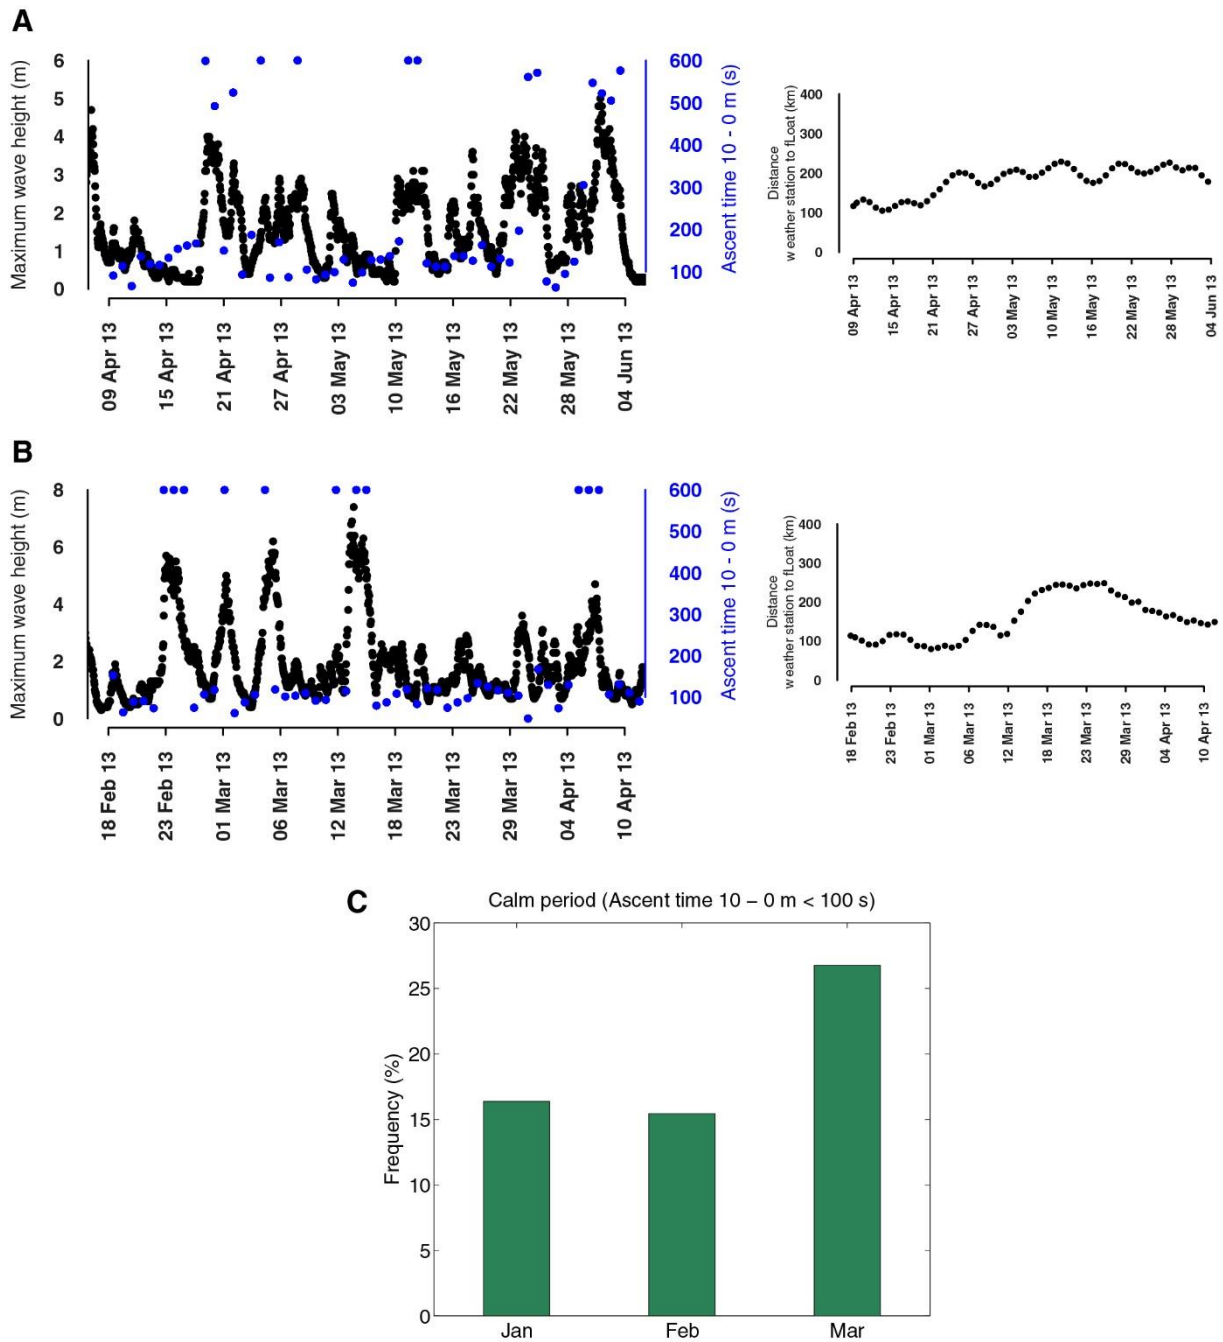 A
Maximum wave height (m)
6
5
4
3
2
1
0
600
500
400
300
200
100
Ascent time 10 - 0 m (s)
09 Apr 13
15 Apr 13
21 Apr 13
27 Apr 13
03 May 13
10 May 13
16 May 13
22 May 13
28 May 13
04 Jun 13
Distance
w eather station to fLoat (km)
400
300
200
100
0
09 Apr 13
15 Apr 13
21 Apr 13
27 Apr 13
03 May 13
10 May 13
16 May 13
22 May 13
28 May 13
04 Jun 13
B
Maximum wave height (m)
8
6
4
2
0
600
500
400
300
200
100
Ascent time 10 - 0 m (s)
18 Feb 13
23 Feb 13
01 Mar 13
06 Mar 13
12 Mar 13
18 Mar 13
23 Mar 13
29 Mar 13
04 Apr 13
10 Apr 13
Distance
w eather station to fLoat (km)
400
300
200
100
0
18 Feb 13
23 Feb 13
01 Mar 13
06 Mar 13
12 Mar 13
18 Mar 13
23 Mar 13
29 Mar 13
04 Apr 13
10 Apr 13
C
Calm period (Ascent time 10 – 0 m < 100 s)
Frequency (%)
30
25
20
15
10
5
0
Jan
Feb
Mar